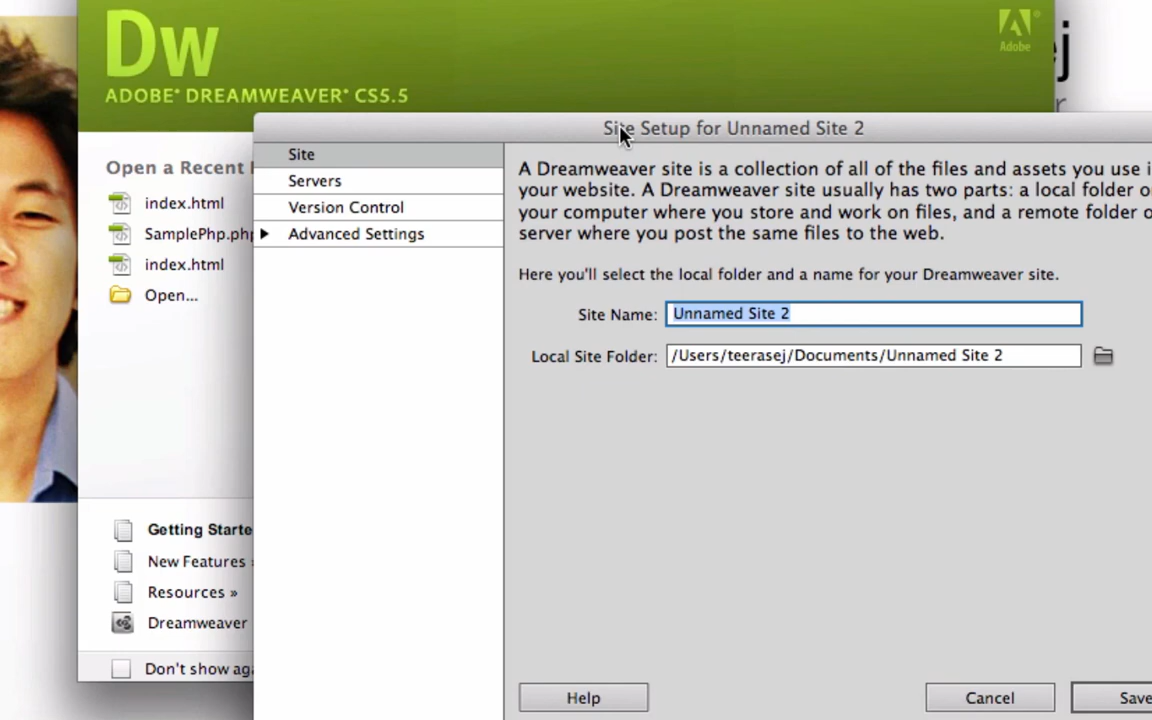 Dw
ADOBE® DREAMWEAVER® CS5.5
Adobe
ej
r
Site Setup for Unnamed Site 2
Open a Recent
index.html
SamplePhp.php
index.html
Open...
Getting Starte
New Features »
Resources »
Dreamweaver
Don't show aga
Site
Servers
Version Control
Advanced Settings
A Dreamweaver site is a collection of all of the files and assets you use i
your website. A Dreamweaver site usually has two parts: a local folder o
your computer where you store and work on files, and a remote folder o
server where you post the same files to the web.
Here you'll select the local folder and a name for your Dreamweaver site.
Site Name: Unnamed Site 2
Local Site Folder: /Users/teerasej/Documents/Unnamed Site 2
Help
Cancel
Save